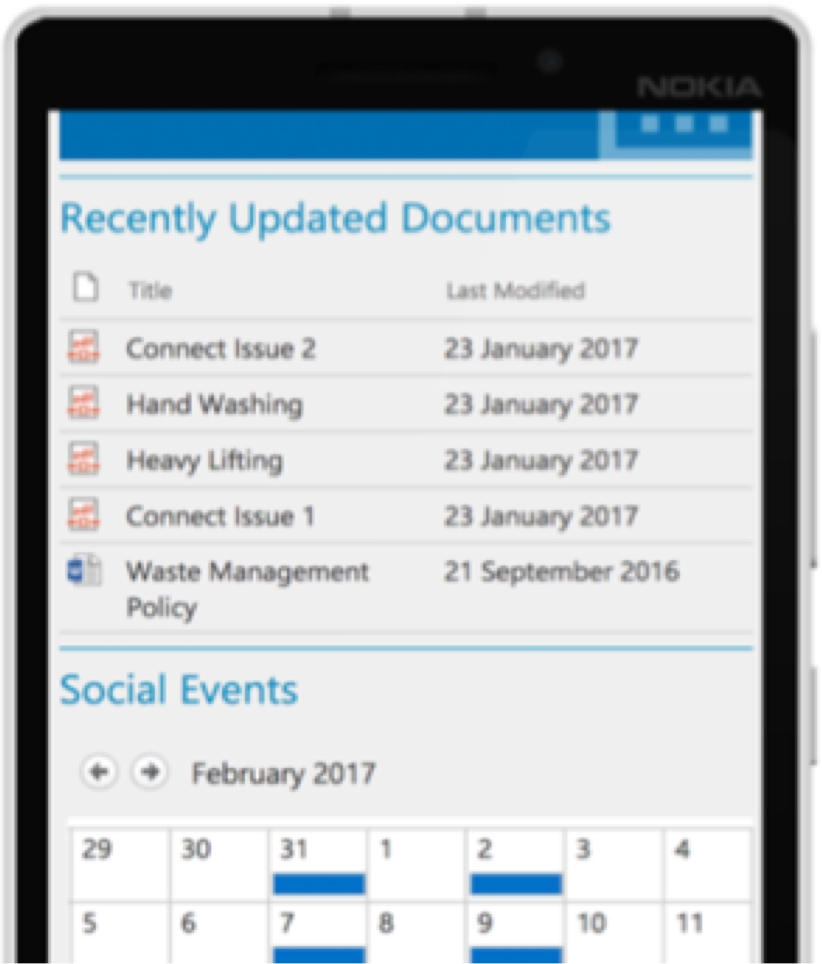 NOKIA
Recently Updated Documents
Title Last Modified
Connect Issue 2 23 January 2017
Hand Washing 23 January 2017
Heavy Lifting 23 January 2017
Connect Issue 1 23 January 2017
Waste Management 21 September 2016
Policy
Social Events
February 2017
29 30 31 1 2 3 4
5 6 7 8 9 10 11